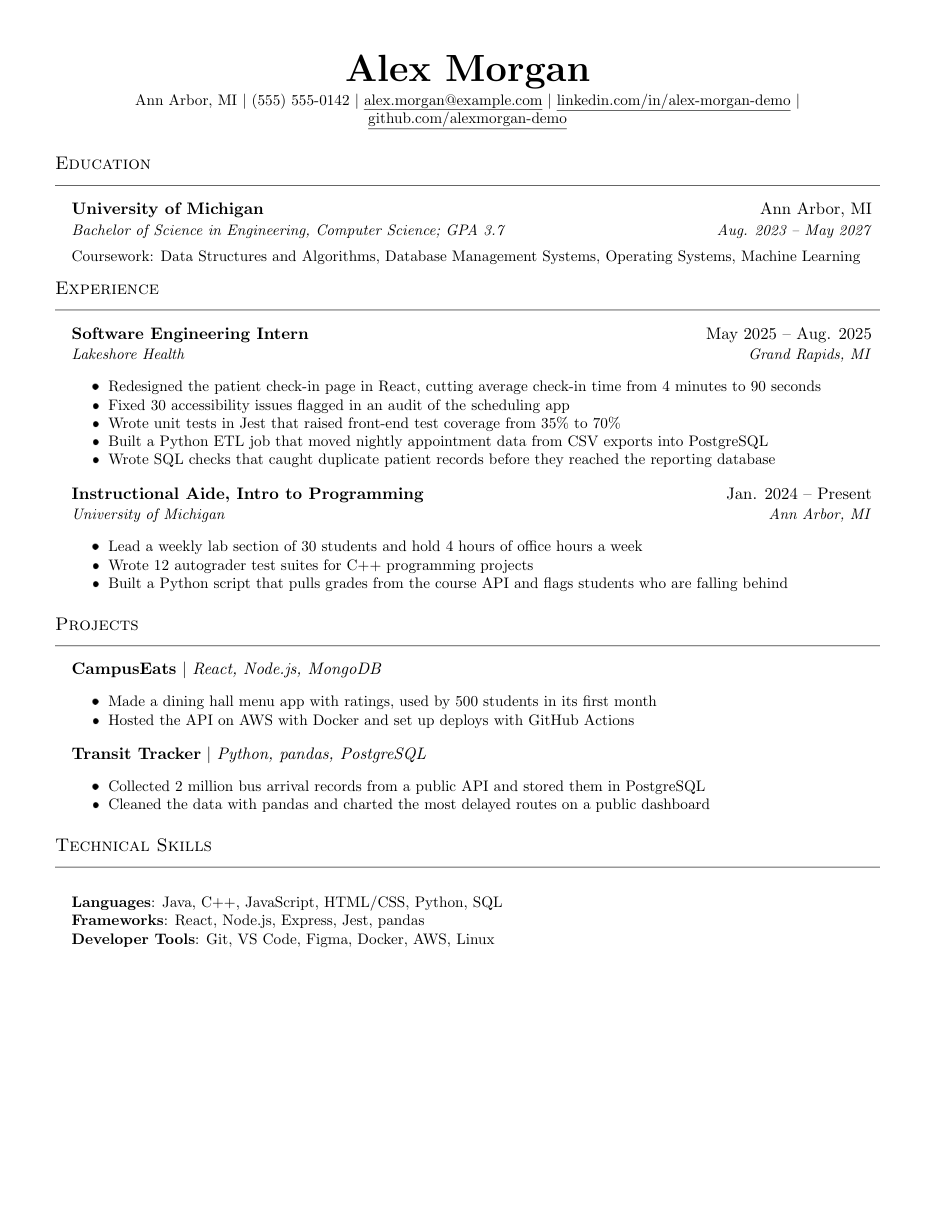 Alex Morgan
Ann Arbor, MI | (555) 555-0142 | alex.morgan@example.com | linkedin.com/in/alex-morgan-demo |
github.com/alexmorgan-demo
Education
University of Michigan Ann Arbor, MI
Bachelor of Science in Engineering, Computer Science; GPA 3.7 Aug. 2023 – May 2027
Coursework: Data Structures and Algorithms, Database Management Systems, Operating Systems, Machine Learning
Experience
Software Engineering Intern May 2025 – Aug. 2025
Lakeshore Health Grand Rapids, MI
• Redesigned the patient check-in page in React, cutting average check-in time from 4 minutes to 90 seconds
• Fixed 30 accessibility issues flagged in an audit of the scheduling app
• Wrote unit tests in Jest that raised front-end test coverage from 35% to 70%
• Built a Python ETL job that moved nightly appointment data from CSV exports into PostgreSQL
• Wrote SQL checks that caught duplicate patient records before they reached the reporting database
Instructional Aide, Intro to Programming Jan. 2024 – Present
University of Michigan Ann Arbor, MI
• Lead a weekly lab section of 30 students and hold 4 hours of office hours a week
• Wrote 12 autograder test suites for C++ programming projects
• Built a Python script that pulls grades from the course API and flags students who are falling behind
Projects
CampusEats | React, Node.js, MongoDB
• Made a dining hall menu app with ratings, used by 500 students in its first month
• Hosted the API on AWS with Docker and set up deploys with GitHub Actions
Transit Tracker | Python, pandas, PostgreSQL
• Collected 2 million bus arrival records from a public API and stored them in PostgreSQL
• Cleaned the data with pandas and charted the most delayed routes on a public dashboard
Technical Skills
Languages: Java, C++, JavaScript, HTML/CSS, Python, SQL
Frameworks: React, Node.js, Express, Jest, pandas
Developer Tools: Git, VS Code, Figma, Docker, AWS, Linux